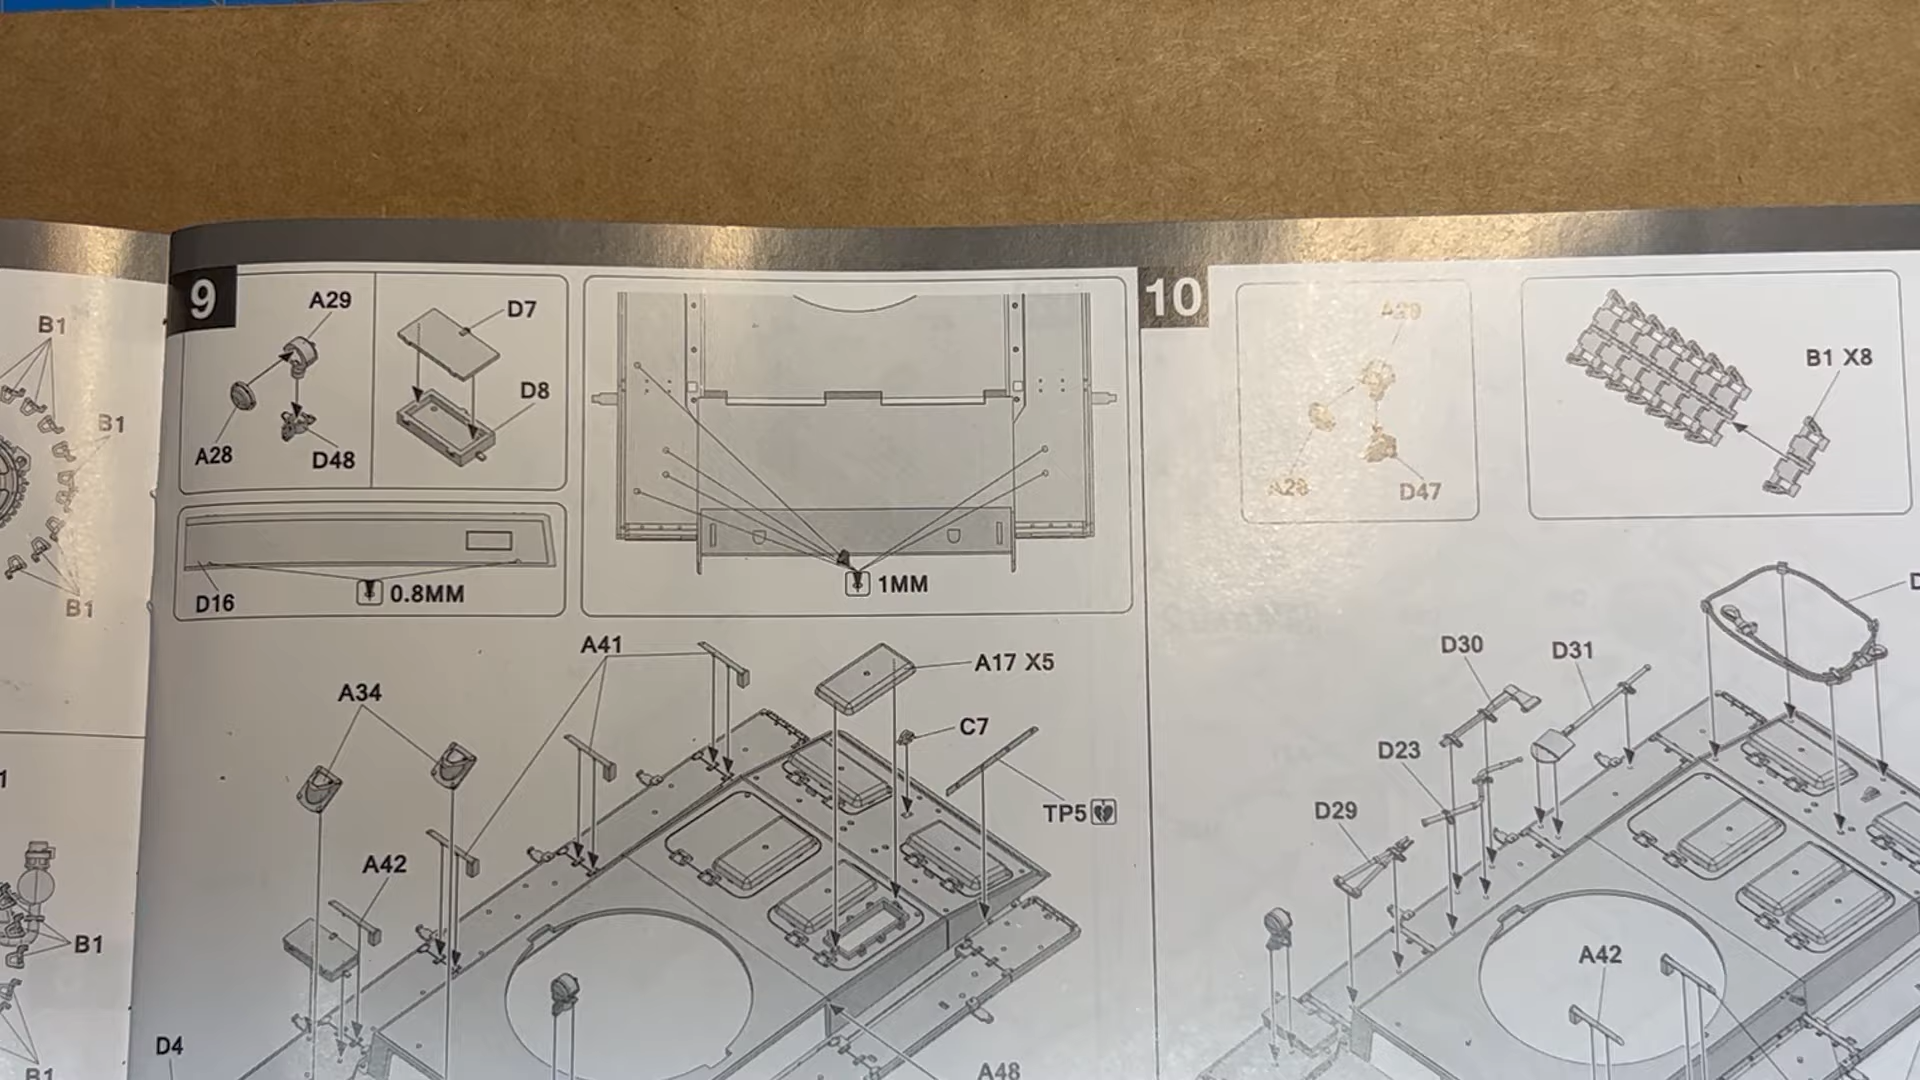 B1
B1
B1
B1
B1
1
9
A29
A28
D48
D7
D8
D16
0.8MM
1MM
A41
A17 X5
A34
C7
TP5
A42
D4
A48
10
A29
A28
D47
B1 X8
D30
D31
D23
D29
A42